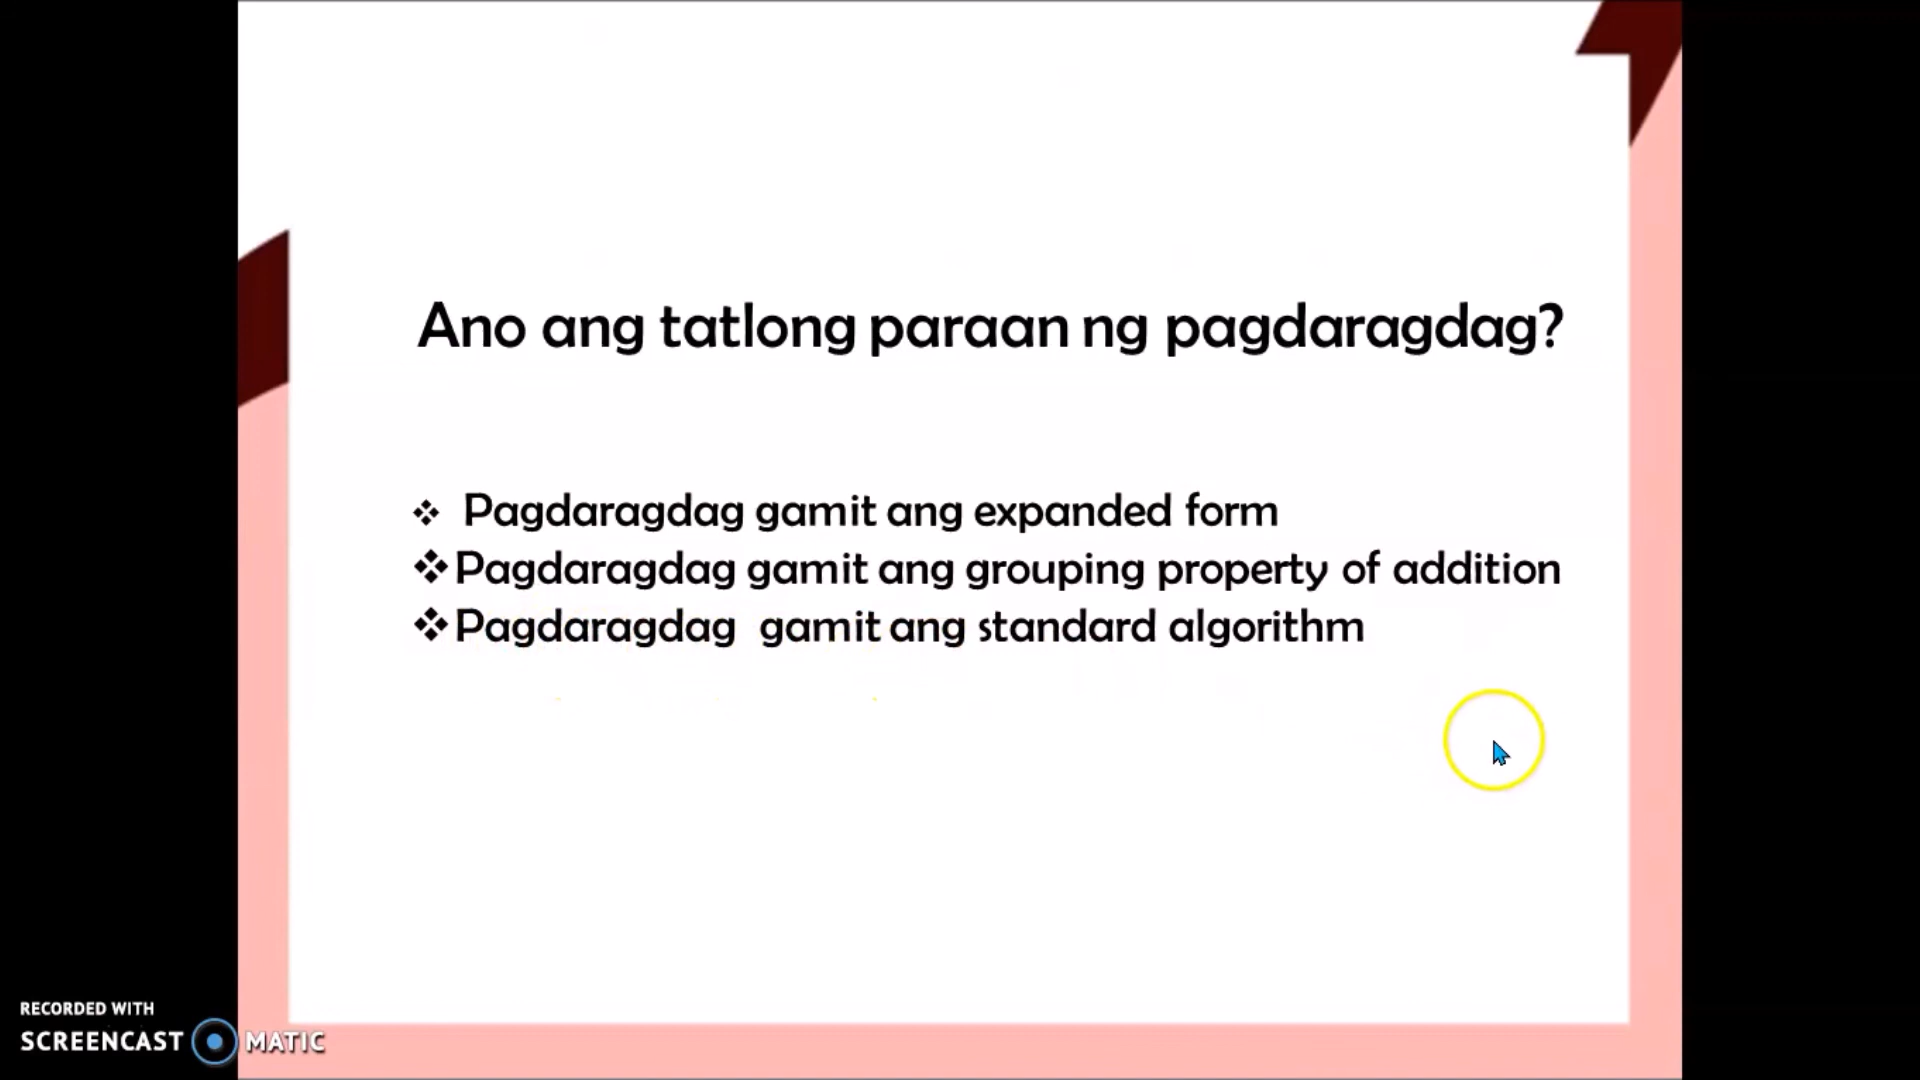 Ano ang tatlong paraan ng pagdaragdag?
❖ Pagdaragdag gamit ang expanded form
❖Pagdaragdag gamit ang grouping property of addition
❖Pagdaragdag gamit ang standard algorithm
RECORDED WITH
SCREENCAST MATIC